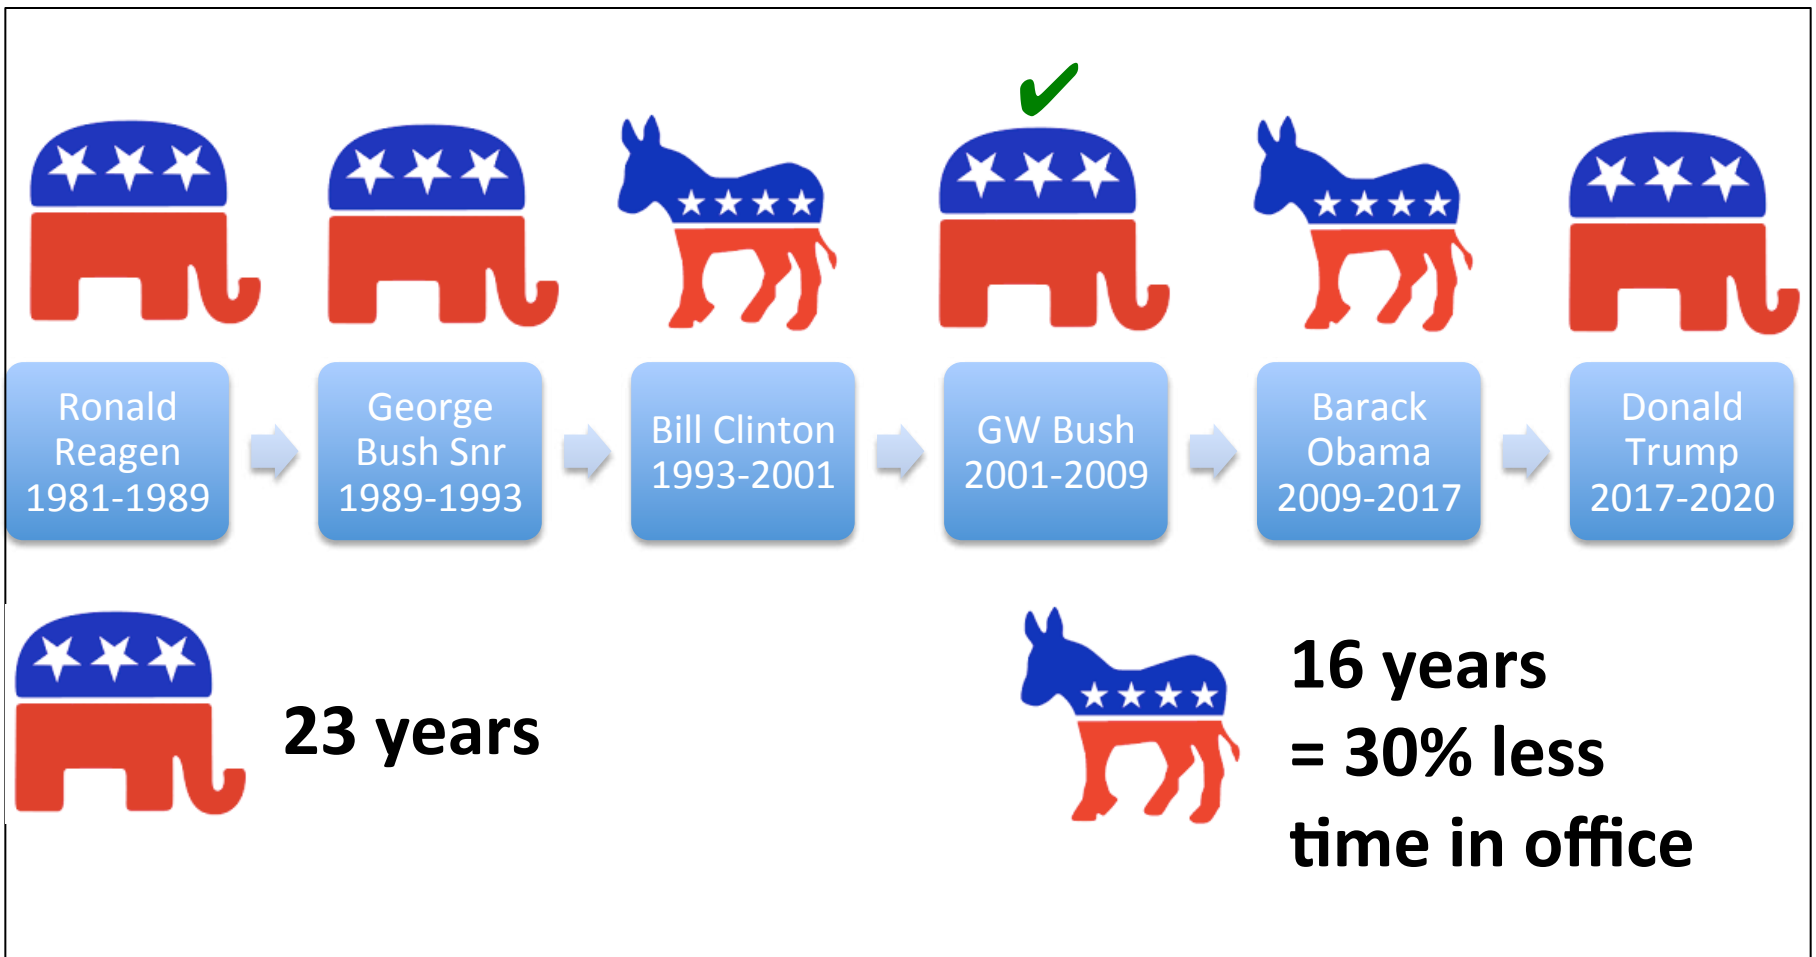 Ronald
Reagen
1981-1989
George
Bush Snr
1989-1993
Bill Clinton
1993-2001
GW Bush
2001-2009
Barack
Obama
2009-2017
Donald
Trump
2017-2020
23 years
16 years
= 30% less
time in office